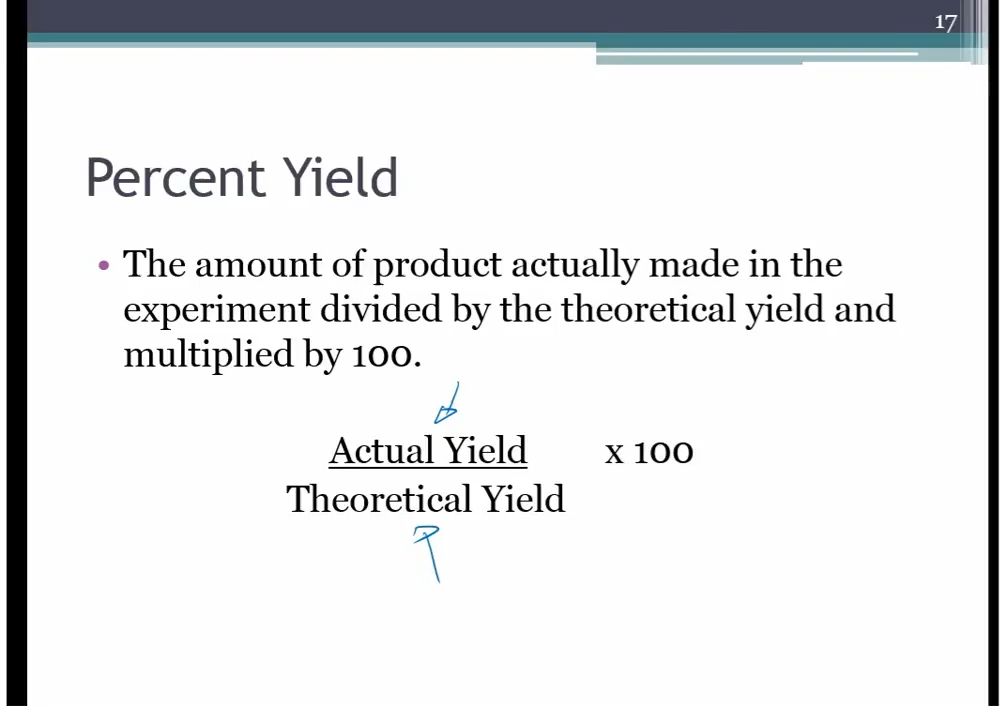 17
Percent Yield
• The amount of product actually made in the
experiment divided by the theoretical yield and
multiplied by 100.
Actual Yield x 100
Theoretical Yield